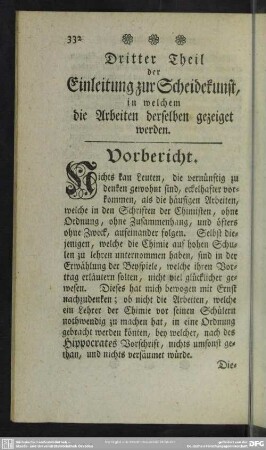 332
Dritter Theil
der
Einleitung zur Scheidekunst,
in welchem
die Arbeiten derselben gezeiget
werden.
Vorbericht.
Nichts kan Leuten, die vernünftig zu
denken gewohnt sind, eckelhafter vor-
kommen, als die häufigen Arbeiten,
welche in den Schriften der Chimisten, ohne
Ordnung, ohne Zusammenhang, und öfters
ohne Zweck, aufeinander folgen. Selbst die-
jenigen, welche die Chimie auf hohen Schu-
len zu lehren unternommen haben, sind in der
Erwählung der Beyspiele, welche ihren Vor-
trag erläutern solten, nicht viel glücklicher ge-
wesen. Dieses hat mich bewogen mit Ernst
nachzudenken; ob nicht die Arbeiten, welche
ein Lehrer der Chimie vor seinen Schülern
nothwendig zu machen hat, in eine Ordnung
gebracht werden könten, bey welcher, nach des
Hippocrates Vorschrift, nichts umsonst ge-
than, und nichts versäumet würde.
Die-
DFG